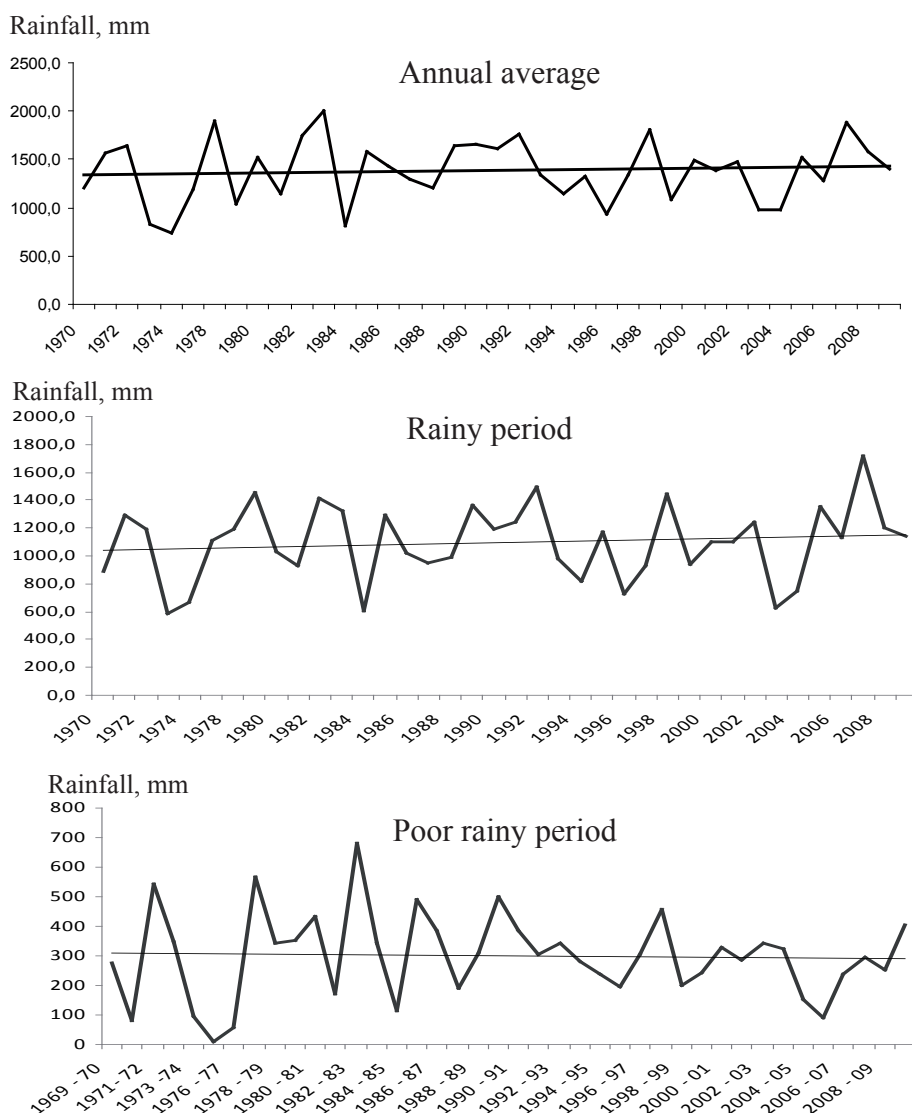 Rainfall, mm
Annual average
2500,0
2000,0
1500,0
1000,0
500,0
0,0
1970 1972 1974 1978 1980 1982 1984 1986 1988 1990 1992 1994 1996 1998 2000 2002 2004 2006 2008
Rainfall, mm
Rainy period
2000,0
1800,0
1600,0
1400,0
1200,0
1000,0
800,0
600,0
400,0
200,0
0,0
1970 1972 1974 1978 1980 1982 1984 1986 1988 1990 1992 1994 1996 1998 2000 2002 2004 2006 2008
Rainfall, mm
Poor rainy period
800
700
600
500
400
300
200
100
0
1969 - 70 1971- 72 1973 -74 1976 -77 1978 -79 1980 -81 1982 -83 1984 -85 1986 -87 1988 -89 1990 -91 1992 -93 1994 -95 1996 -97 1998 -99 2000 -01 2002 -03 2004 -05 2006 -07 2008 -09